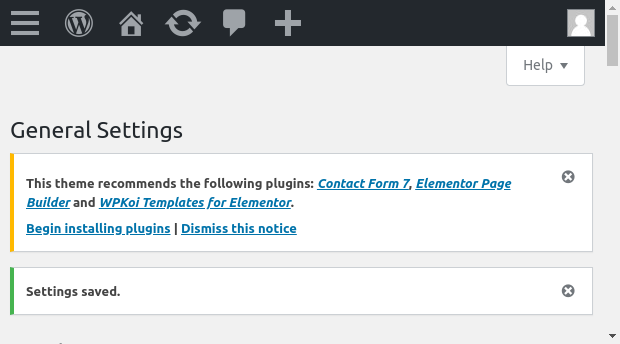 Help
General Settings
This theme recommends the following plugins: Contact Form 7, Elementor Page
Builder and WPKoi Templates for Elementor.
Begin installing plugins | Dismiss this notice
Settings saved.